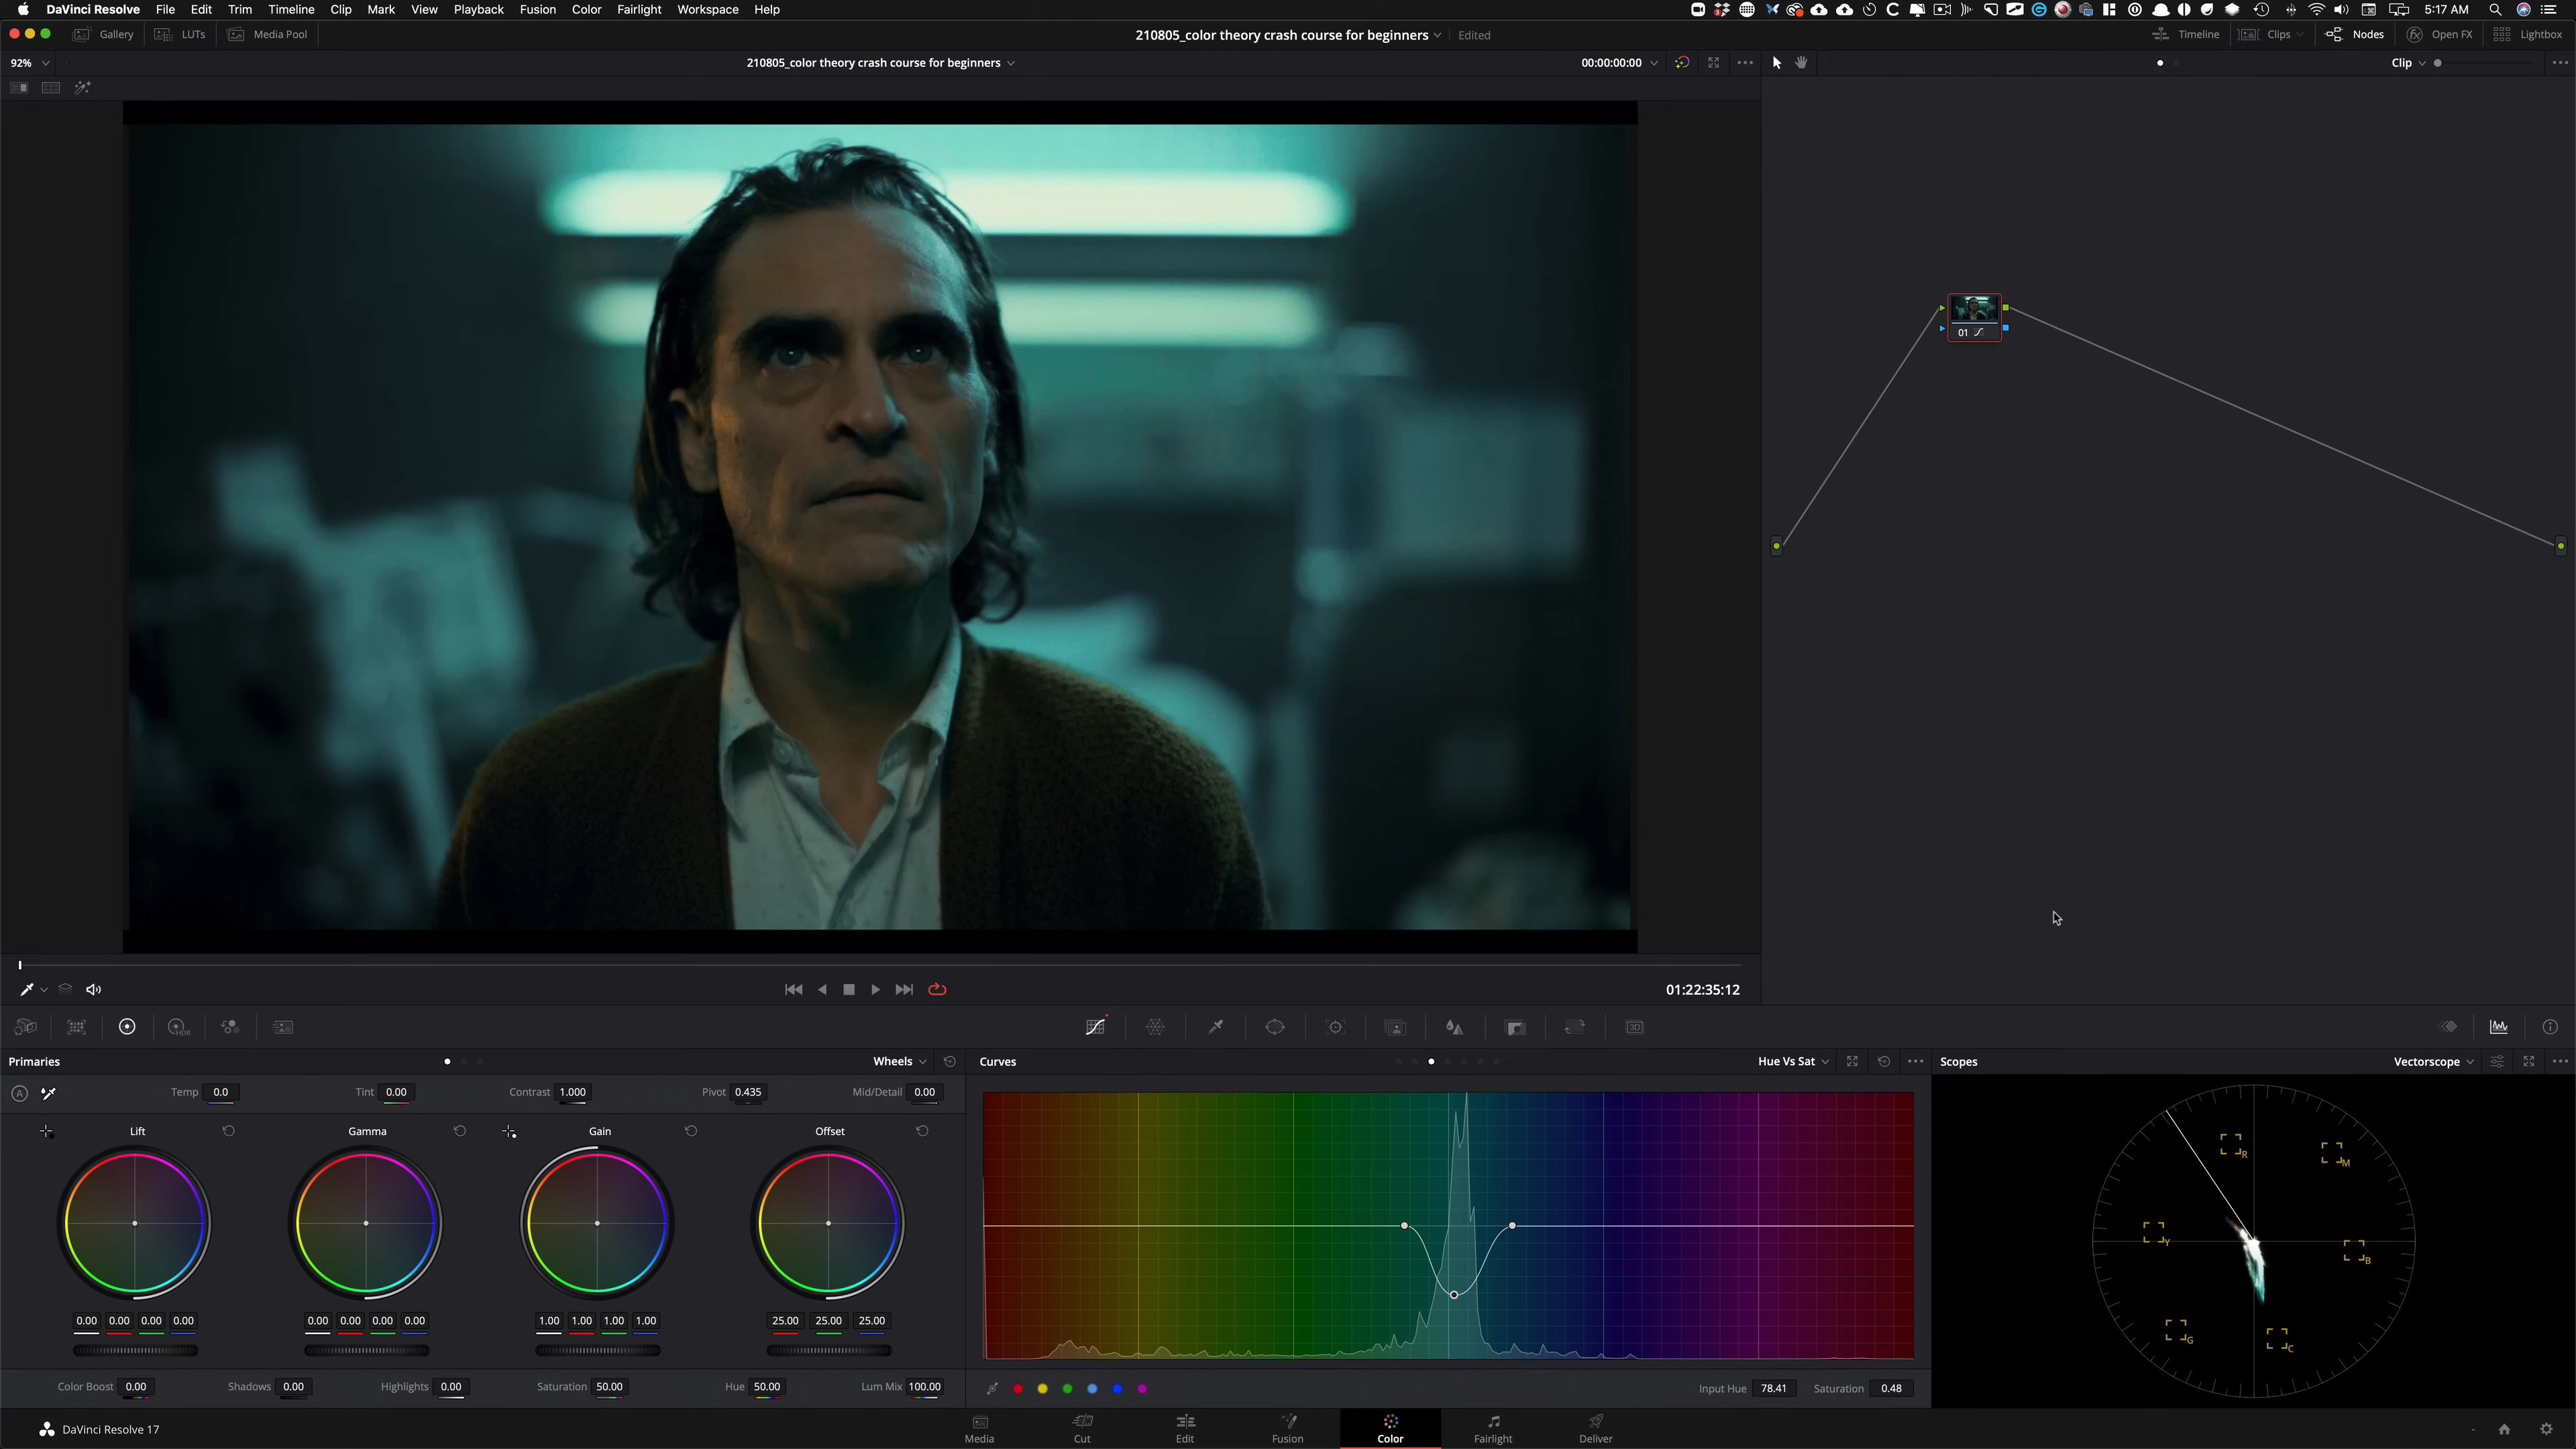 DaVinci Resolve File Edit Trim Timeline Clip Mark View Playback Fusion Color Fairlight Workspace Help 5:17 AM
Gallery LUTs Media Pool 210805_color theory crash course for beginners Edited Timeline Clips Nodes Open FX Lightbox
92% 210805_color theory crash course for beginners 00:00:00:00 Clip
01
01:22:35:12
HDR 3D
Primaries Wheels Curves Hue Vs Sat Scopes Vectorscope
A Temp 0.0 Tint 0.00 Contrast 1.000 Pivot 0.435 Mid/Detail 0.00
Lift Gamma Gain Offset
R M
Y B
G C
0.00 0.00 0.00 0.00 0.00 0.00 0.00 0.00 1.00 1.00 1.00 1.00 25.00 25.00 25.00
Color Boost 0.00 Shadows 0.00 Highlights 0.00 Saturation 50.00 Hue 50.00 Lum Mix 100.00 Input Hue 78.41 Saturation 0.48
DaVinci Resolve 17 Media Cut Edit Fusion Color Fairlight Deliver